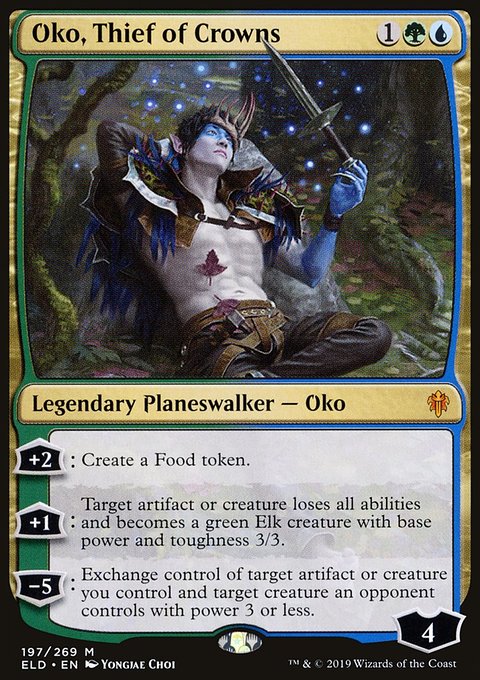 Oko, Thief of Crowns 1
Legendary Planeswalker — Oko
+2 : Create a Food token.
Target artifact or creature loses all abilities
+1 : and becomes a green Elk creature with base
power and toughness 3/3.
Exchange control of target artifact or creature
−5 : you control and target creature an opponent
controls with power 3 or less.
4
197/269 M
ELD • EN Yongjae Choi
™ & © 2019 Wizards of the Coast